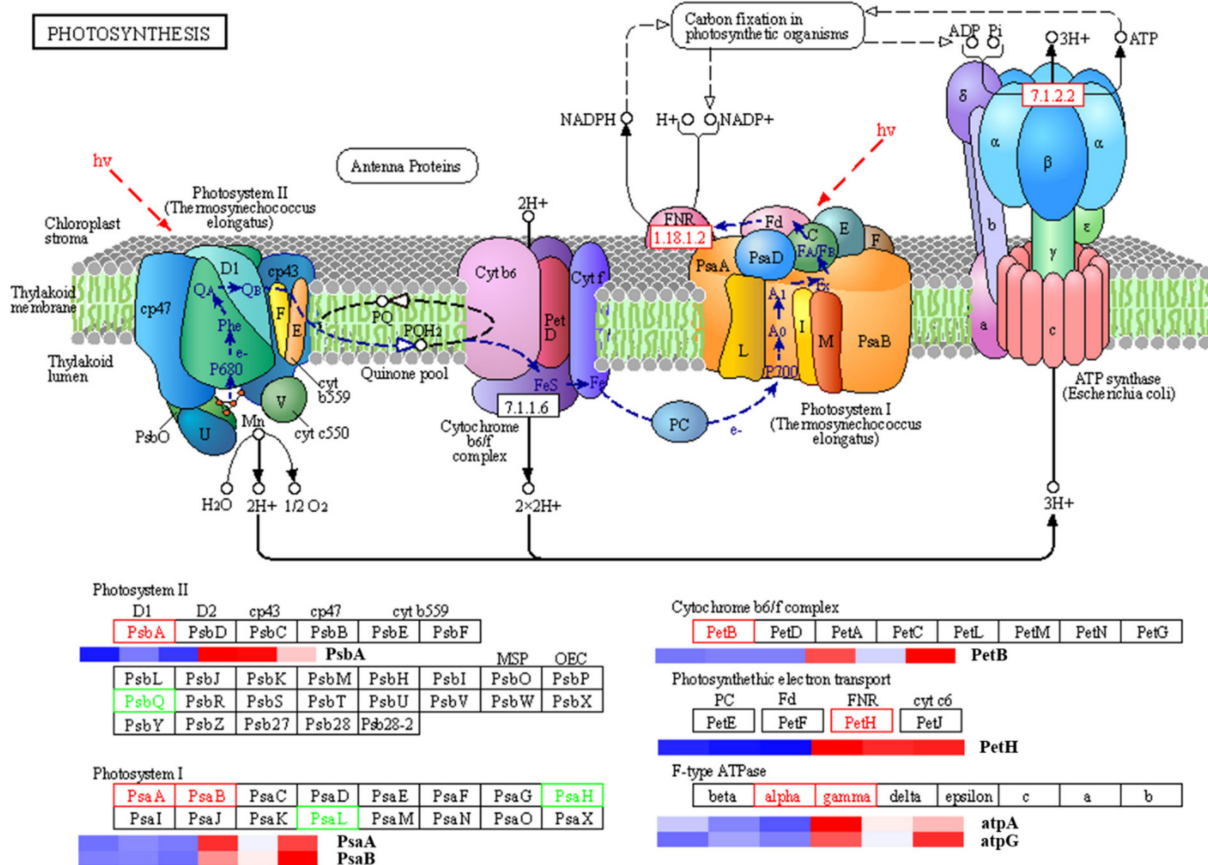 PHOTOSYNTHESIS
Carbon fixation in
photosynthetic organisms
ADP Pi
3H+
ATP
7.1.2.2
NADPH
H+
NADP+
hν
hν
Antenna Proteins
Photosystem II
(Thermosynechococcus
elongatus)
Chloroplast
stroma
Thylakoid
membrane
Thylakoid
lumen
2H+
FNR
1.18.1.2
Fd
E
F
C
FA/FB
PsaD
PsaA
Fx
A1
A0
P700
L
I
M
PsaB
D1
cp43
cp47
QA
QB
F
E
Phe
e-
P680
PQ
PQH2
Quinone pool
Cyt b6
Cyt f
Pet
D
FeS
Fe
7.1.1.6
Cytochrome
b6/f
complex
PC
e-
Photosystem I
(Thermosynechococcus
elongatus)
δ
α
β
α
b
γ
ε
a
c
ATP synthase
(Escherichia coli)
cyt
b559
V
cyt c550
PsbO
U
Mn
H2O
2H+
1/2 O2
2×2H+
3H+
Photosystem II
D1 D2 cp43 cp47 cyt b559
PsbA PsbD PsbC PsbB PsbE PsbF
PsbA
MSP OEC
PsbL PsbJ PsbK PsbM PsbH PsbI PsbO PsbP
PsbQ PsbR PsbS PsbT PsbU PsbV PsbW PsbX
PsbY PsbZ Psb27 Psb28 Psb28-2
Photosystem I
PsaA PsaB PsaC PsaD PsaE PsaF PsaG PsaH
PsaI PsaJ PsaK PsaL PsaM PsaN PsaO PsaX
PsaA
PsaB
Cytochrome b6/f complex
PetB PetD PetA PetC PetL PetM PetN PetG
PetB
Photosynthethic electron transport
PC Fd FNR cyt c6
PetE PetF PetH PetJ
PetH
F-type ATPase
beta alpha gamma delta epsilon c a b
atpA
atpG